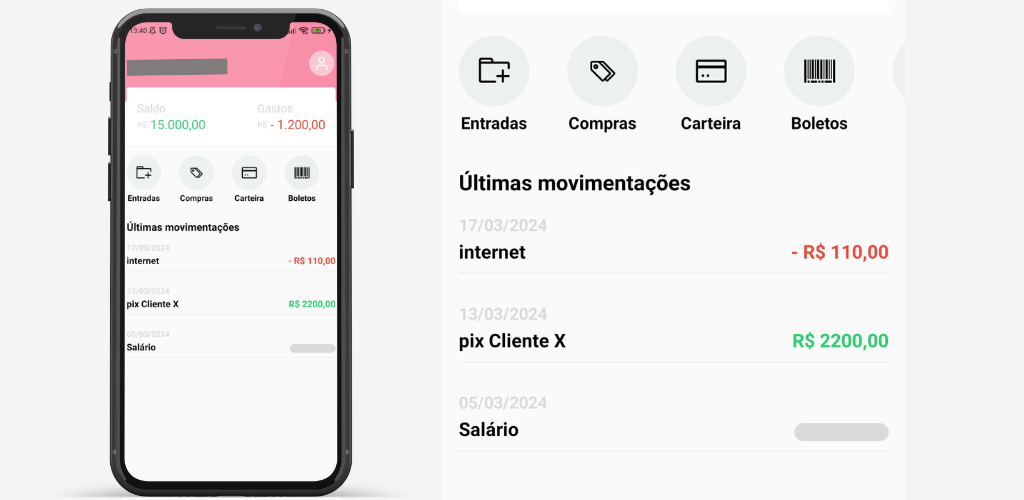 13:40
Saldo
Gastos
R$ 15.000,00
R$ - 1.200,00
Entradas
Compras
Carteira
Boletos
Últimas movimentações
17/03/2024
internet
- R$ 110,00
13/03/2024
pix Cliente X
R$ 2200,00
05/03/2024
Salário
Entradas
Compras
Carteira
Boletos
Últimas movimentações
17/03/2024
internet
- R$ 110,00
13/03/2024
pix Cliente X
R$ 2200,00
05/03/2024
Salário